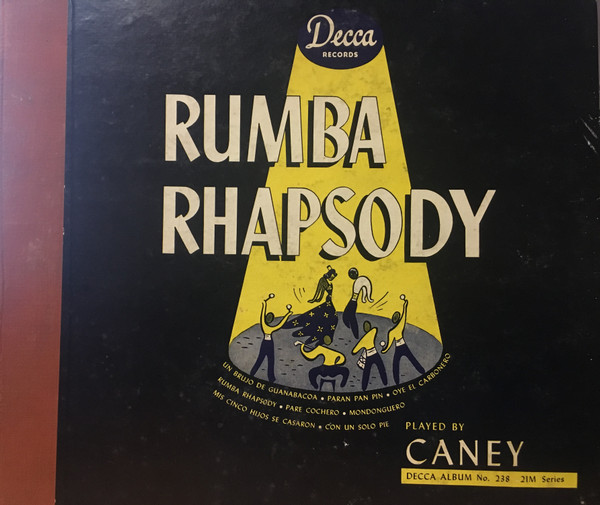 Decca
RECORDS
RUMBA
RHAPSODY
UN BRUJO DE GUANABACOA • PARAN PAN PIN • OYE EL CARBONERO
RUMBA RHAPSODY • PARE COCHERO • MONDONGUERO
MIS CINCO HIJOS SE CASARON • CON UN SOLO PIE
PLAYED BY
CANEY
DECCA ALBUM No. 238 21M Series